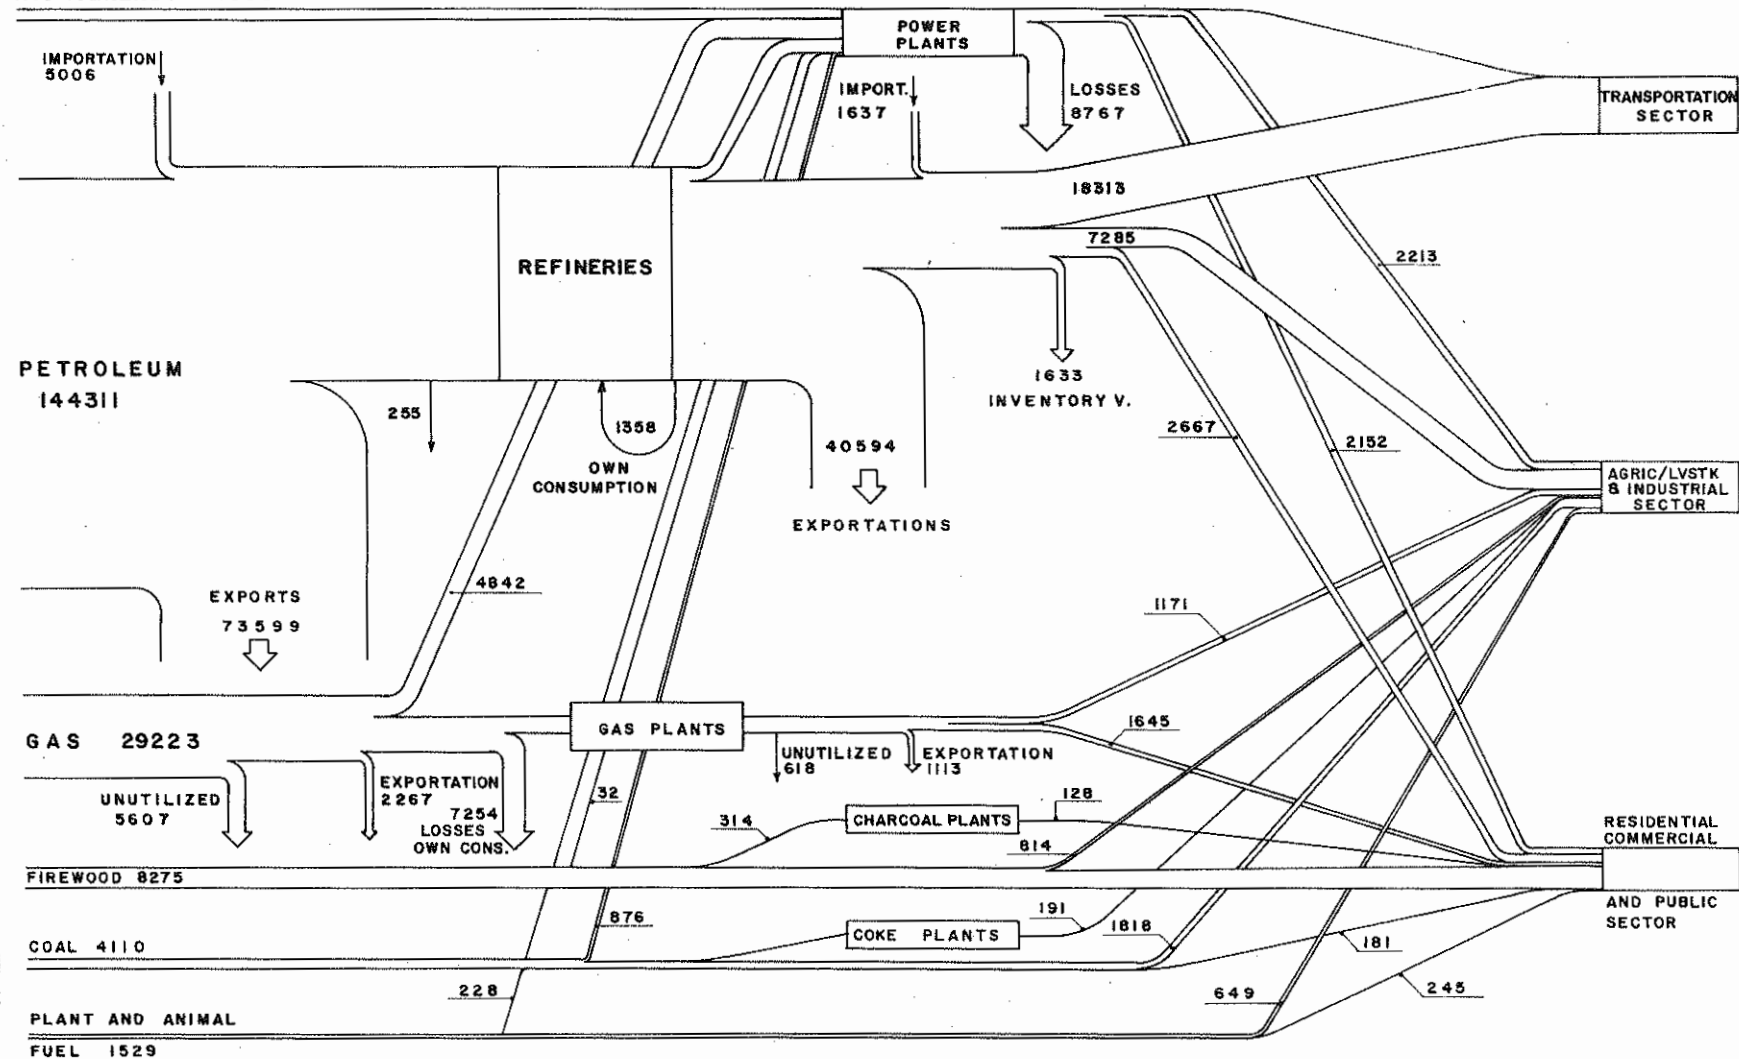 POWER
PLANTS
IMPORTATION
5006
IMPORT.
1637
LOSSES
8767
TRANSPORTATION
SECTOR
18313
7285
2213
REFINERIES
PETROLEUM
144311
255
1358
OWN
CONSUMPTION
40594
EXPORTATIONS
1633
INVENTORY V.
2667
2152
AGRIC/LVSTK
& INDUSTRIAL
SECTOR
4842
EXPORTS
73599
1171
GAS 29223
GAS PLANTS
1645
UNUTILIZED
618
EXPORTATION
1113
UNUTILIZED
5607
EXPORTATION
2267
7254
LOSSES
OWN CONS.
32
314
CHARCOAL PLANTS
128
814
RESIDENTIAL
COMMERCIAL
AND PUBLIC
SECTOR
FIREWOOD 8275
876
191
COKE PLANTS
1818
181
COAL 4110
228
649
245
PLANT AND ANIMAL
FUEL 1529